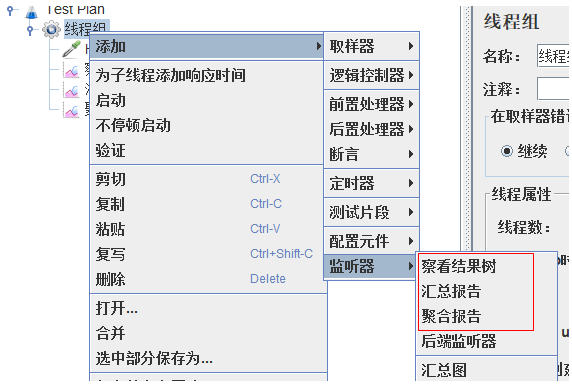 Test Plan
线程组
添加
为子线程添加响应时间
启动
不停顿启动
验证
剪切 Ctrl-X
复制 Ctrl-C
粘贴 Ctrl-V
复写 Ctrl+Shift-C
删除 Delete
打开...
合并
选中部分保存为...
取样器
逻辑控制器
前置处理器
后置处理器
断言
定时器
测试片段
配置元件
监听器
察看结果树
汇总报告
聚合报告
后端监听器
汇总图
线程组
名称：
线程组
注释：
在取样器错
继续
线程属性
线程数：